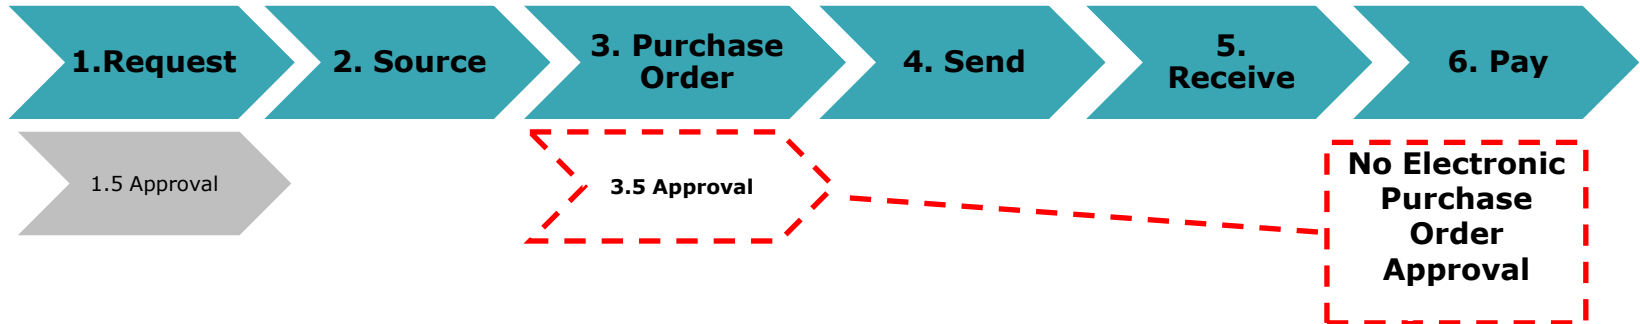 1.Request
2. Source
3. Purchase
Order
4. Send
5.
Receive
6. Pay
1.5 Approval
3.5 Approval
No Electronic
Purchase
Order
Approval